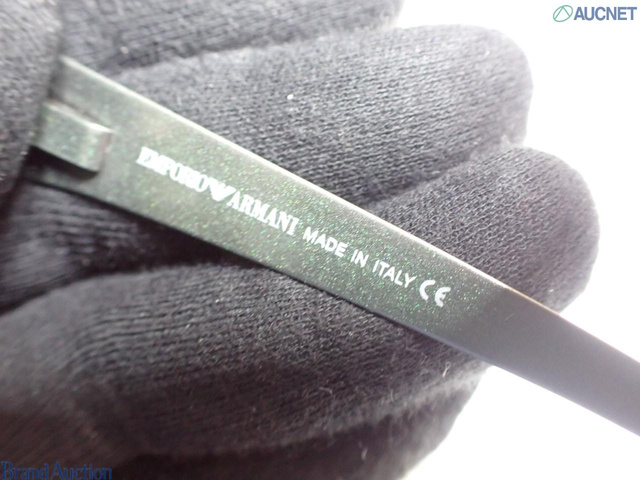 AUCNET
EMPORIO ARMANI MADE IN ITALY CE
Brand Auction